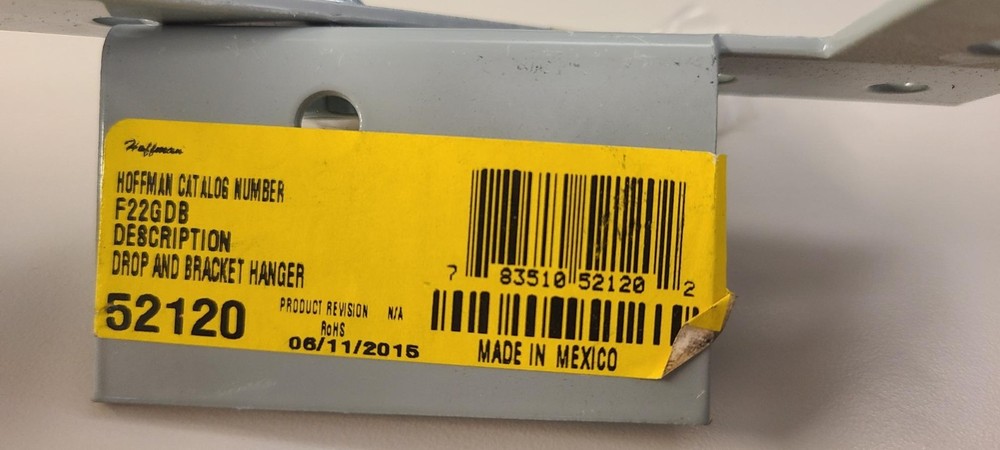 Hoffman
HOFFMAN CATALOG NUMBER
F22GDB
DESCRIPTION
DROP AND BRACKET HANGER
52120
PRODUCT REVISION N/A
RoHS
06/11/2015
7 83510 52120 2
MADE IN MEXICO